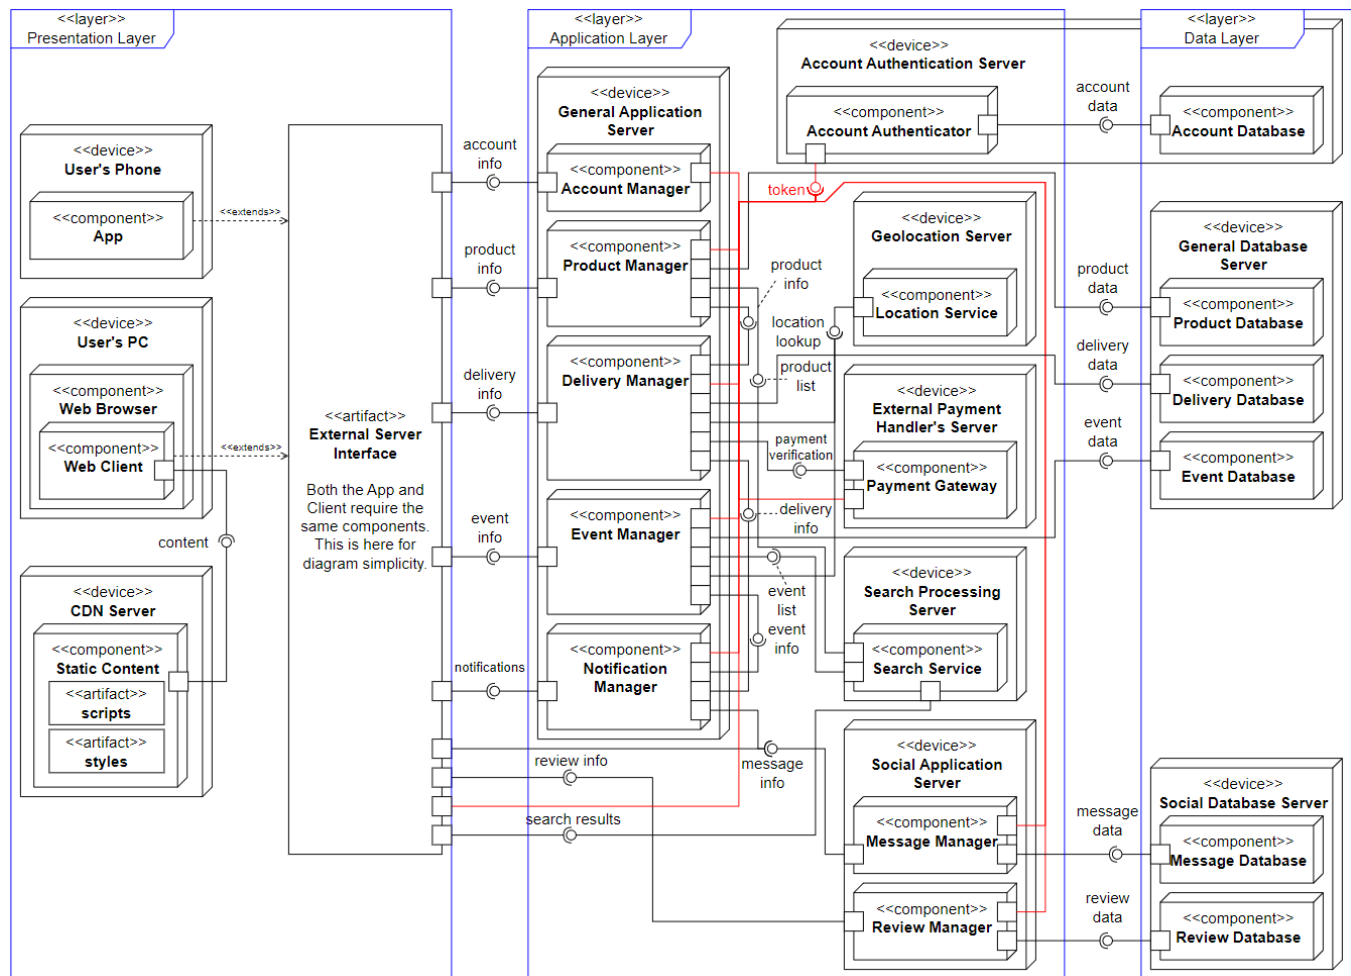 <<layer>>
Presentation Layer
<<device>>
User's Phone
<<component>>
App
<<extends>>
<<device>>
User's PC
<<component>>
Web Browser
<<component>>
Web Client
<<extends>>
content
<<device>>
CDN Server
<<component>>
Static Content
<<artifact>>
scripts
<<artifact>>
styles
<<artifact>>
External Server
Interface
Both the App and
Client require the
same components.
This is here for
diagram simplicity.
account
info
product
info
delivery
info
event
info
notifications
review info
search results
<<layer>>
Application Layer
<<device>>
General Application
Server
<<component>>
Account Manager
<<component>>
Product Manager
<<component>>
Delivery Manager
<<component>>
Event Manager
<<component>>
Notification
Manager
token
product
info
location
lookup
product
list
payment
verification
delivery
info
event
list
event
info
message
info
<<device>>
Account Authentication Server
<<component>>
Account Authenticator
<<device>>
Geolocation Server
<<component>>
Location Service
<<device>>
External Payment
Handler's Server
<<component>>
Payment Gateway
<<device>>
Search Processing
Server
<<component>>
Search Service
<<device>>
Social Application
Server
<<component>>
Message Manager
<<component>>
Review Manager
account
data
product
data
delivery
data
event
data
message
data
review
data
<<layer>>
Data Layer
<<component>>
Account Database
<<device>>
General Database
Server
<<component>>
Product Database
<<component>>
Delivery Database
<<component>>
Event Database
<<device>>
Social Database Server
<<component>>
Message Database
<<component>>
Review Database